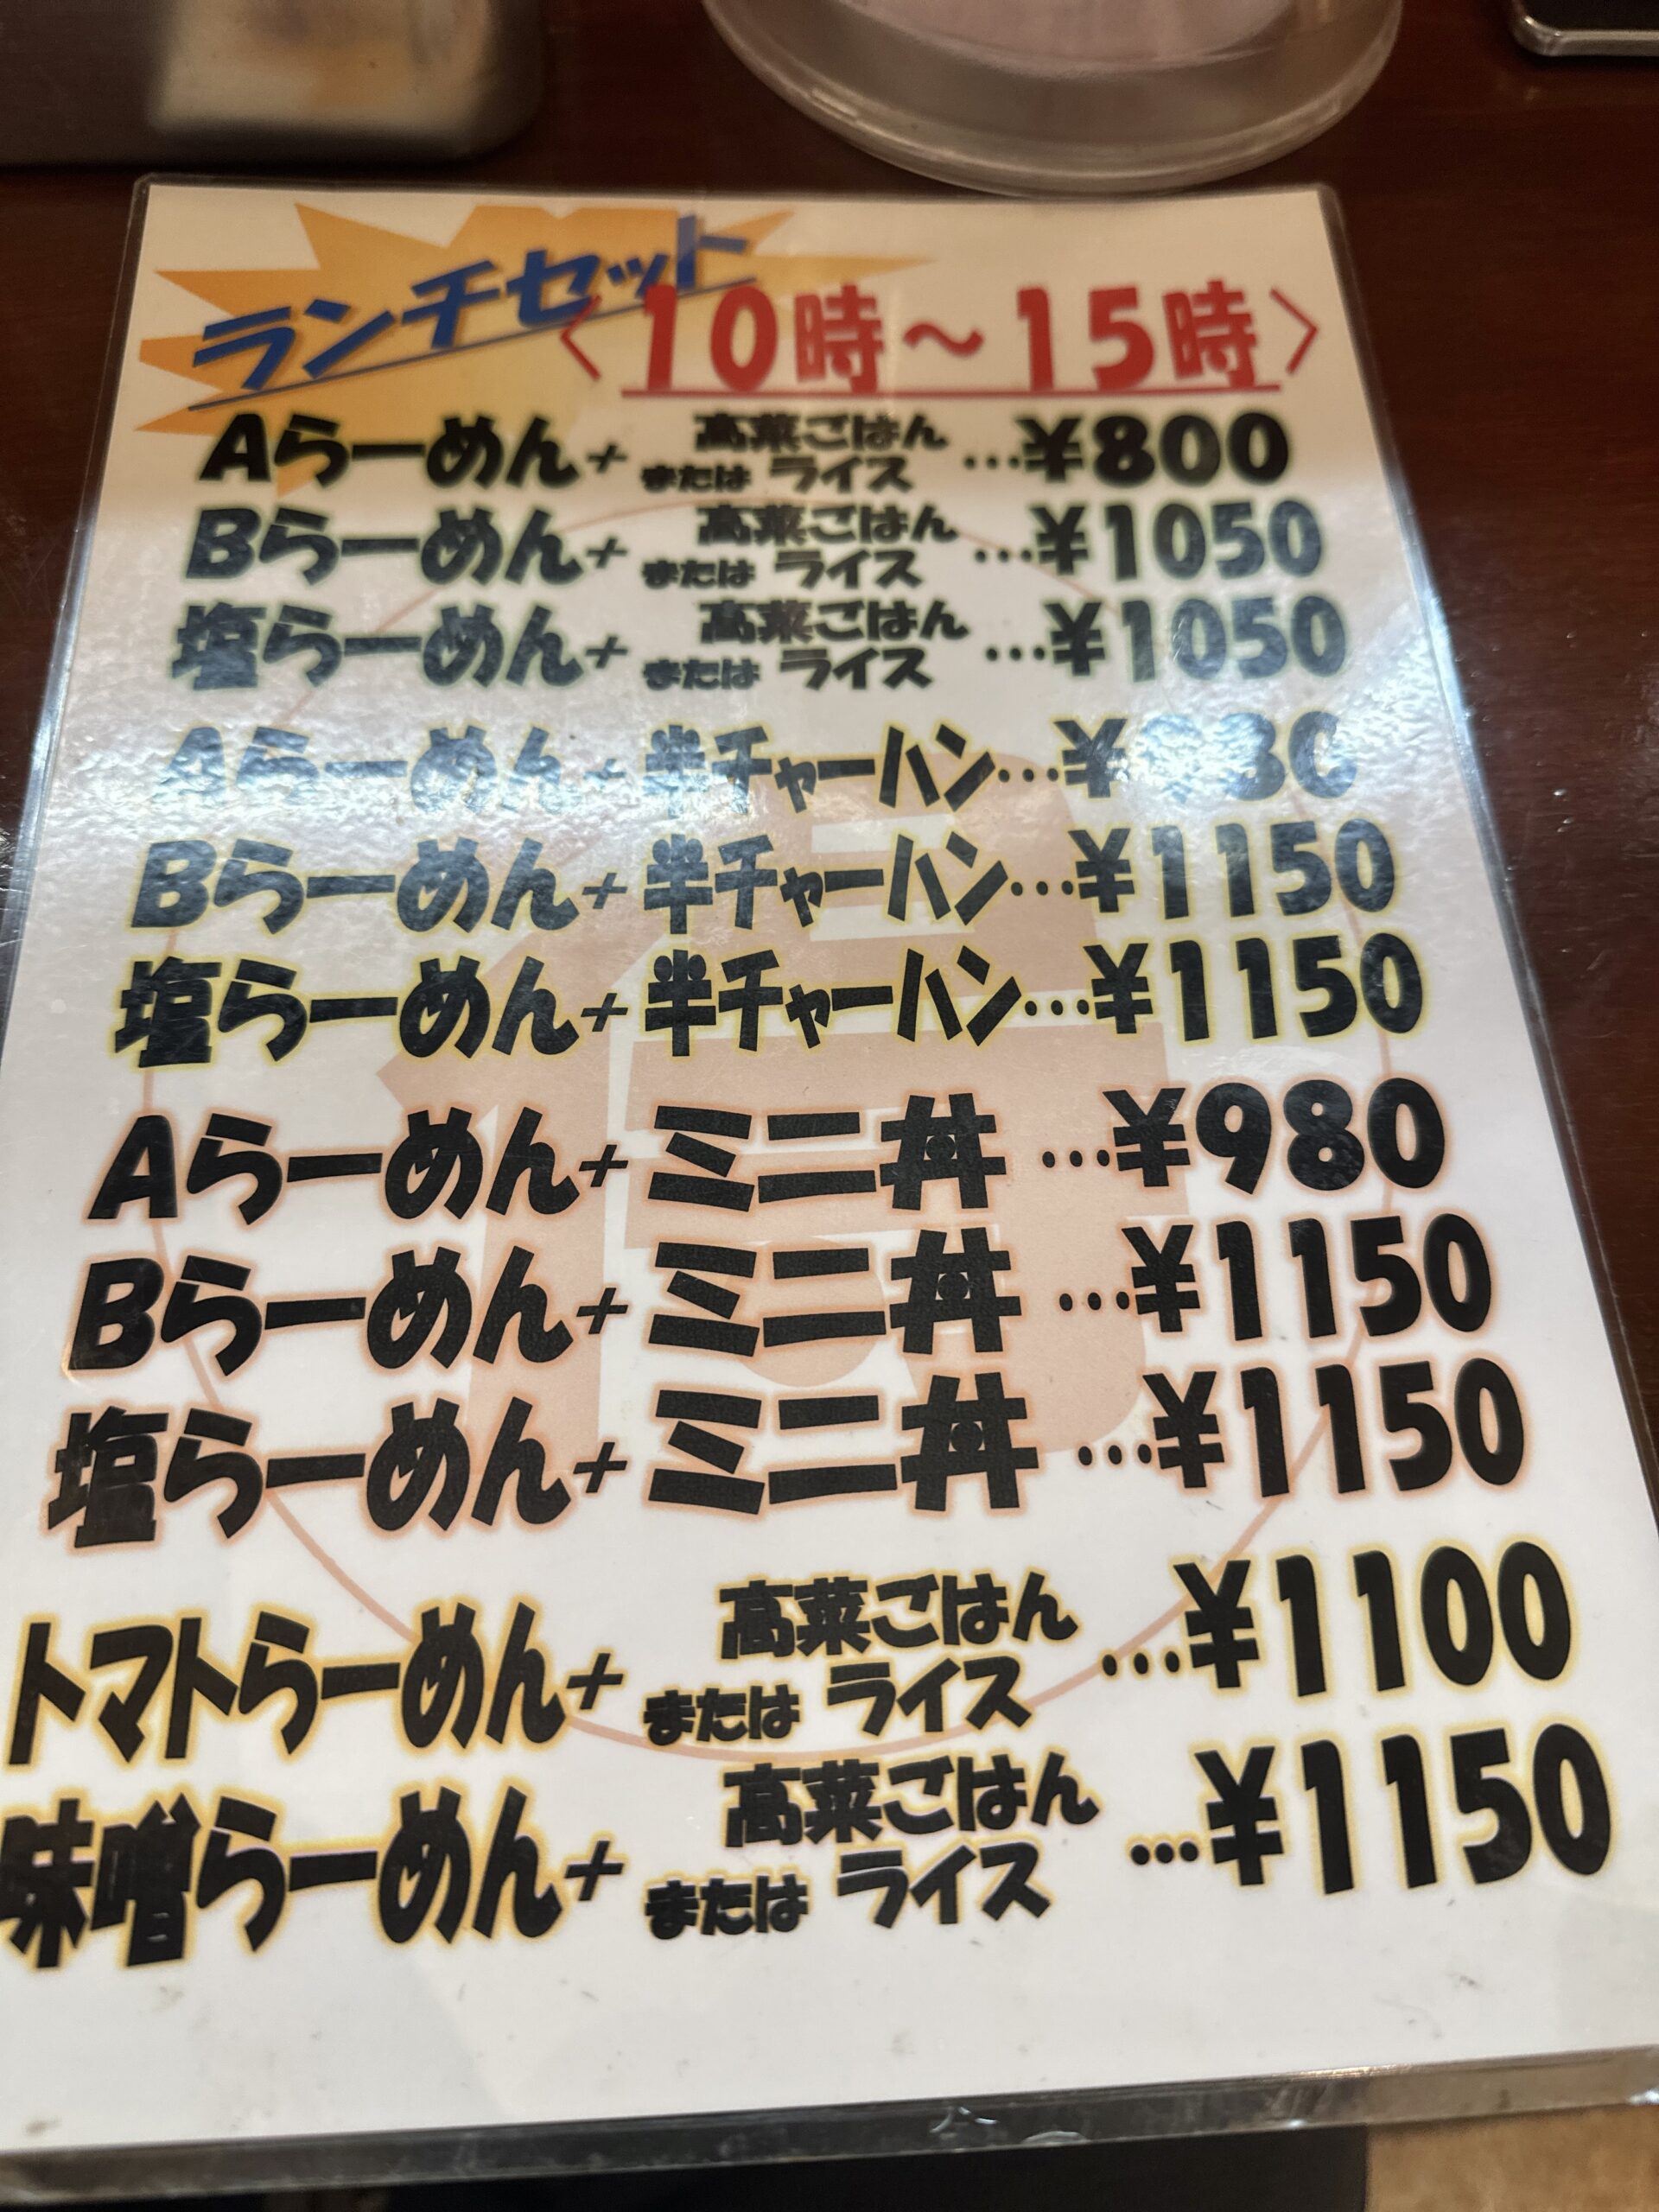 ランチセット
〈10時～15時〉
Aらーめん+ 高菜ごはん または ライス …¥800
Bらーめん+ 高菜ごはん または ライス …¥1050
塩らーめん+ 高菜ごはん または ライス …¥1050
Aらーめん+半チャーハン…¥
Bらーめん+半チャーハン…¥1150
塩らーめん+半チャーハン…¥1150
Aらーめん+ミニ丼…¥980
Bらーめん+ミニ丼…¥1150
塩らーめん+ミニ丼…¥1150
トマトらーめん+ 高菜ごはん または ライス …¥1100
味噌らーめん+ 高菜ごはん または ライス …¥1150